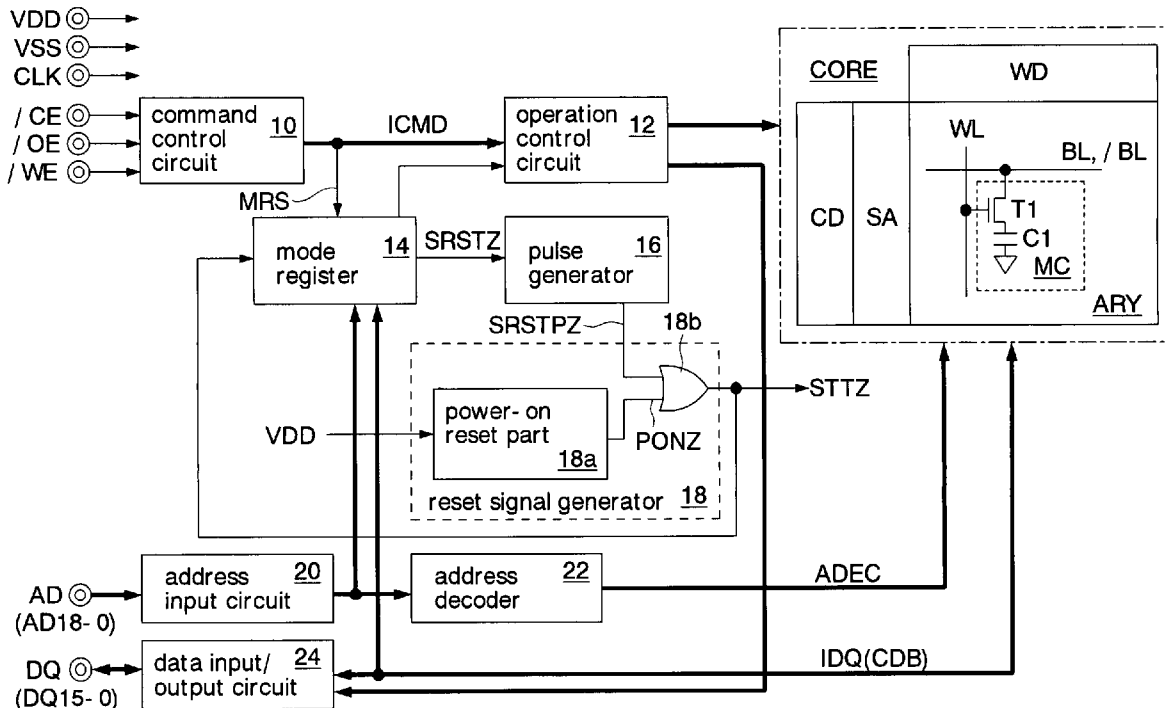 VDD
VSS
CLK
/ CE
/ OE
/ WE
command
control
circuit
10
ICMD
operation
control
circuit
12
CORE
WD
WL
BL, / BL
CD
SA
T1
C1
MC
ARY
MRS
mode
register
14
SRSTZ
pulse
generator
16
SRSTPZ
18b
STTZ
VDD
power- on
reset part
18a
PONZ
reset signal generator
18
AD
(AD18- 0)
address
input circuit
20
address
decoder
22
ADEC
DQ
(DQ15- 0)
data input/
output circuit
24
IDQ(CDB)